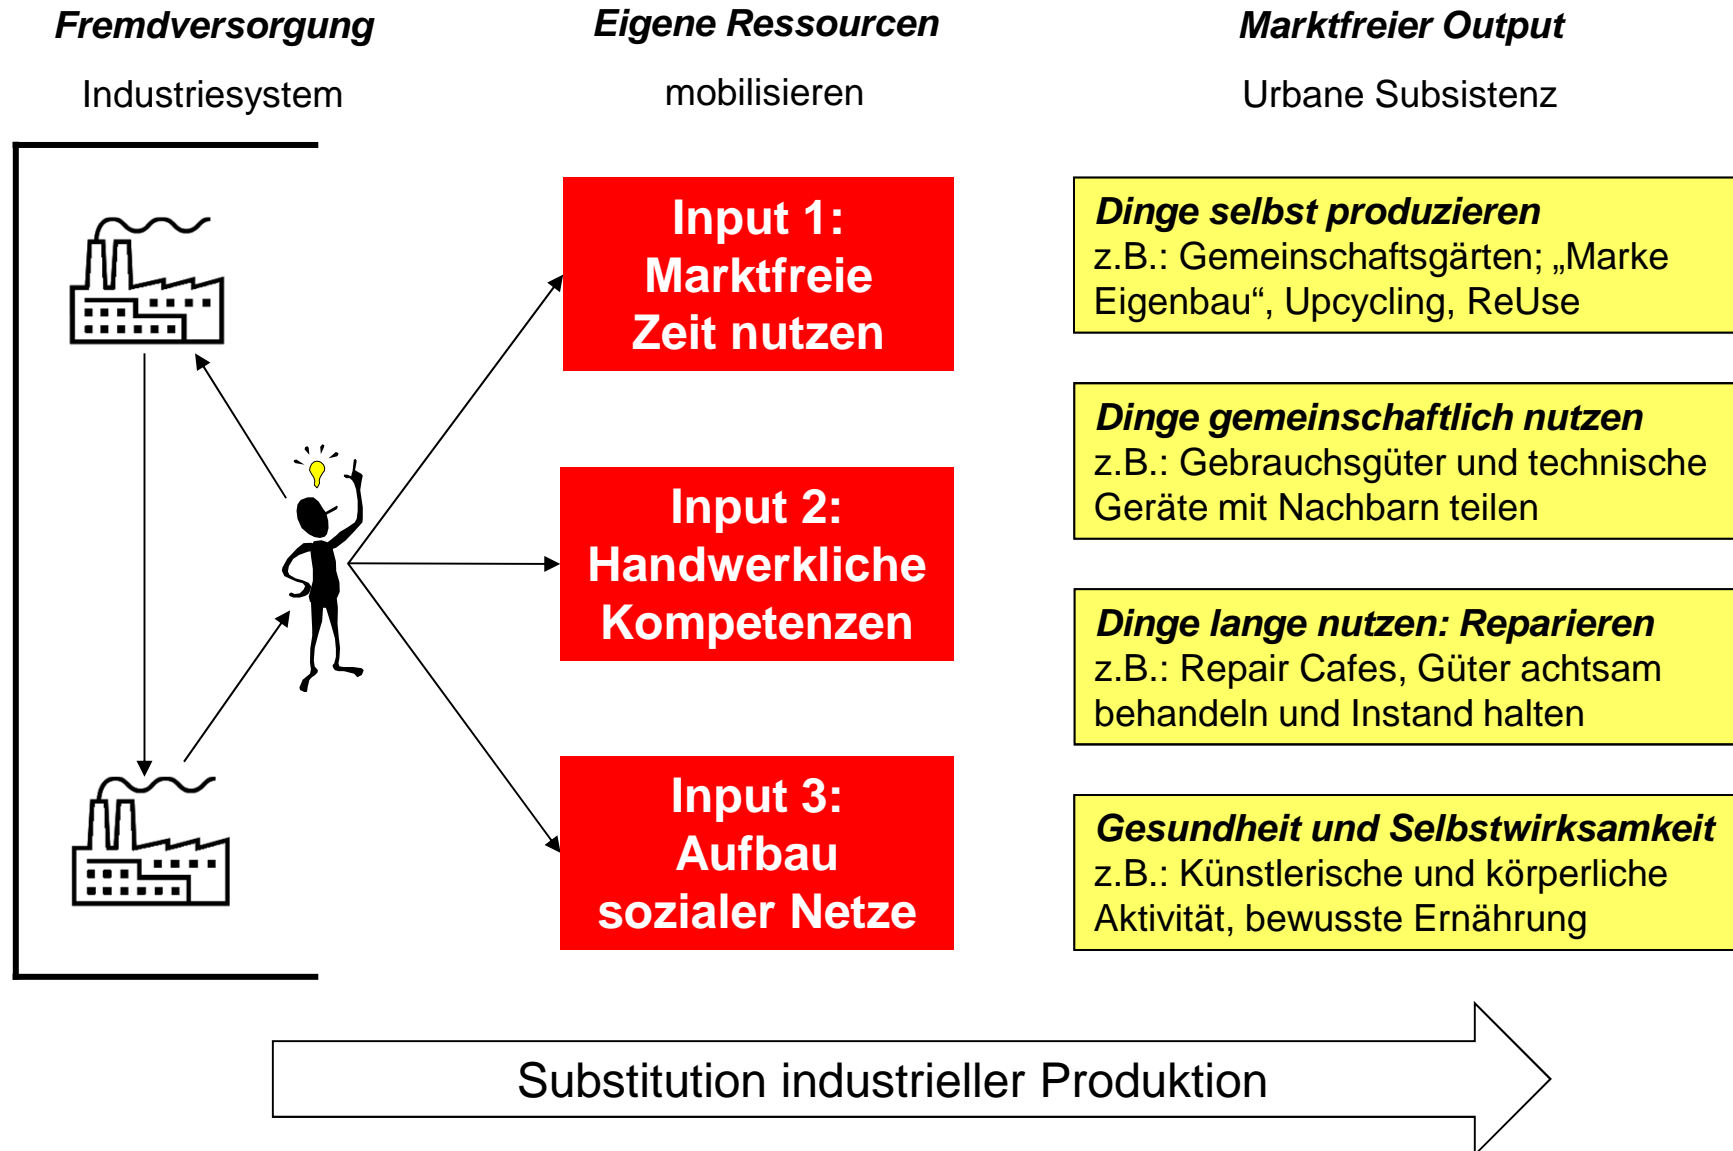 Fremdversorgung
Industriesystem
Eigene Ressourcen
mobilisieren
Marktfreier Output
Urbane Subsistenz
Input 1:
Marktfreie
Zeit nutzen
Input 2:
Handwerkliche
Kompetenzen
Input 3:
Aufbau
sozialer Netze
Dinge selbst produzieren
z.B.: Gemeinschaftsgärten; „Marke
Eigenbau“, Upcycling, ReUse
Dinge gemeinschaftlich nutzen
z.B.: Gebrauchsgüter und technische
Geräte mit Nachbarn teilen
Dinge lange nutzen: Reparieren
z.B.: Repair Cafes, Güter achtsam
behandeln und Instand halten
Gesundheit und Selbstwirksamkeit
z.B.: Künstlerische und körperliche
Aktivität, bewusste Ernährung
Substitution industrieller Produktion